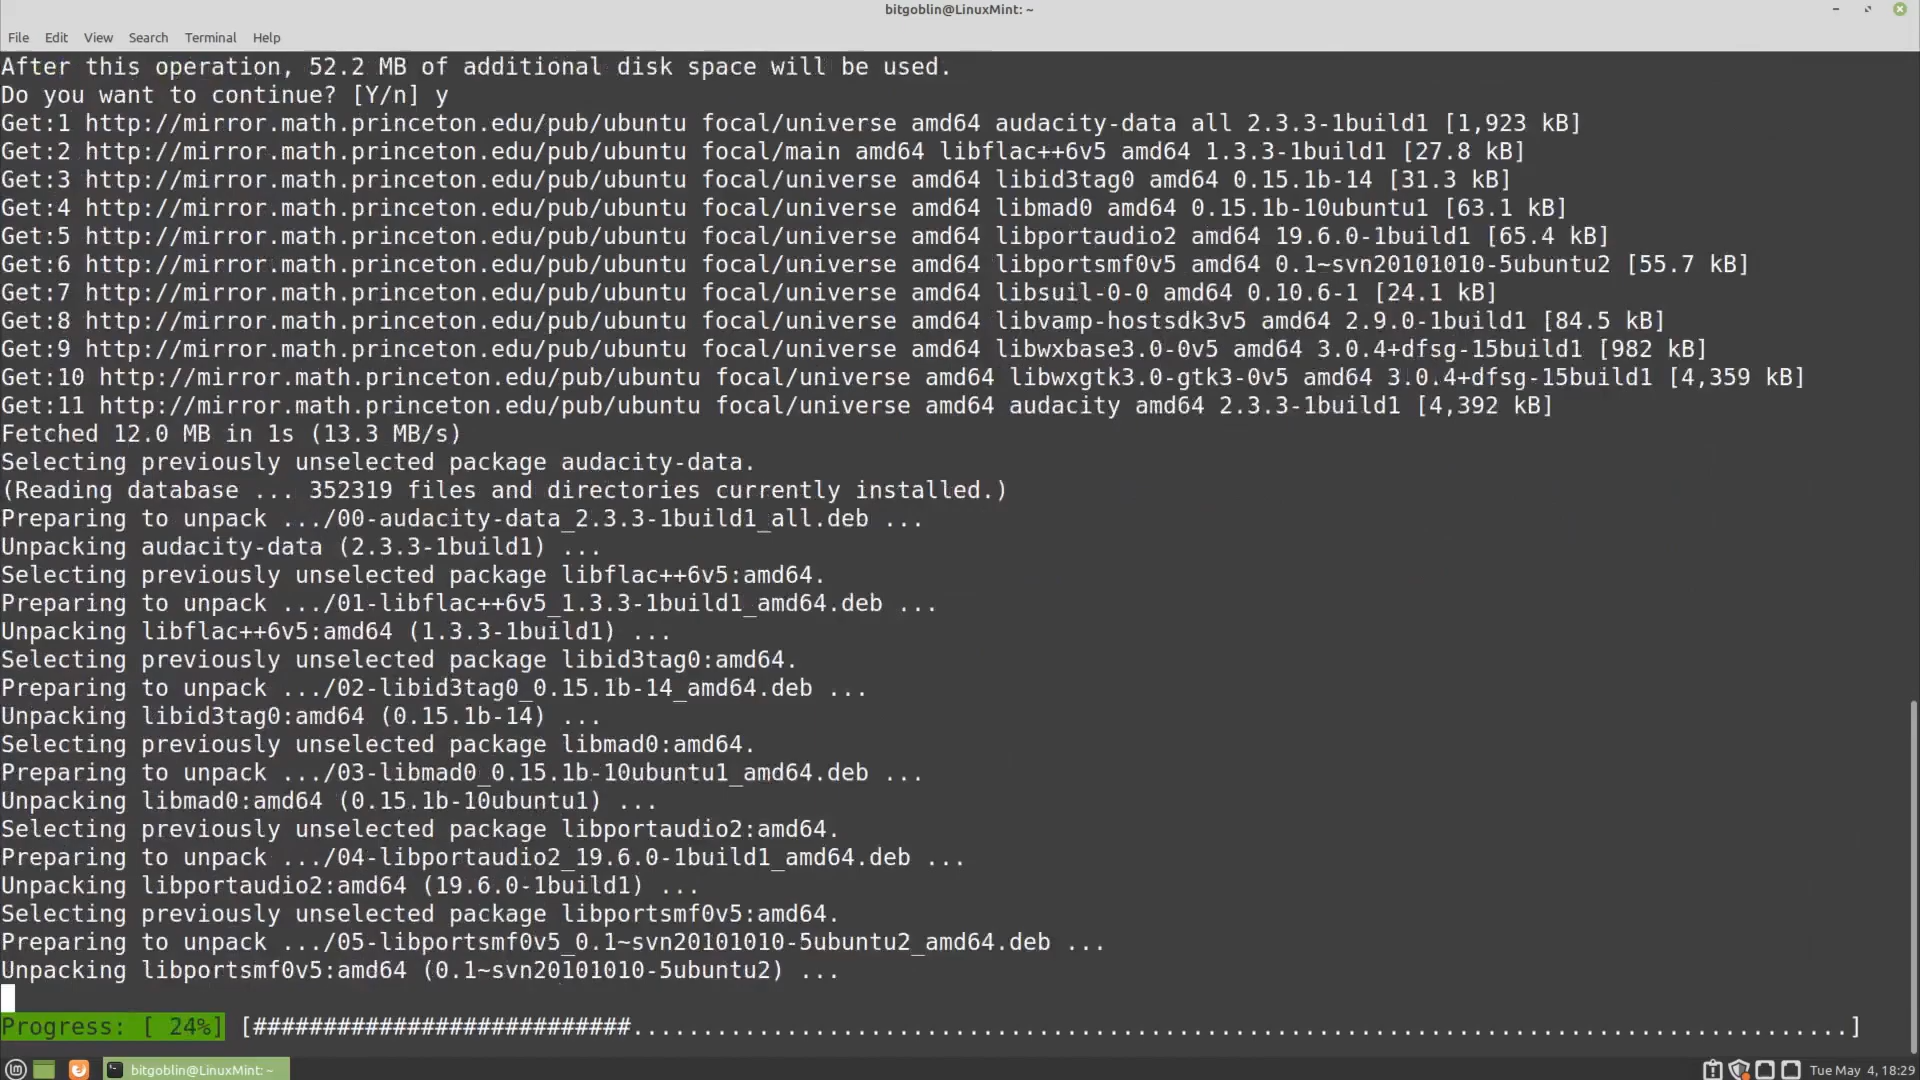 bitgoblin@LinuxMint: ~
File Edit View Search Terminal Help
After this operation, 52.2 MB of additional disk space will be used.
Do you want to continue? [Y/n] y
Get:1 http://mirror.math.princeton.edu/pub/ubuntu focal/universe amd64 audacity-data all 2.3.3-1build1 [1,923 kB]
Get:2 http://mirror.math.princeton.edu/pub/ubuntu focal/main amd64 libflac++6v5 amd64 1.3.3-1build1 [27.8 kB]
Get:3 http://mirror.math.princeton.edu/pub/ubuntu focal/universe amd64 libid3tag0 amd64 0.15.1b-14 [31.3 kB]
Get:4 http://mirror.math.princeton.edu/pub/ubuntu focal/universe amd64 libmad0 amd64 0.15.1b-10ubuntu1 [63.1 kB]
Get:5 http://mirror.math.princeton.edu/pub/ubuntu focal/universe amd64 libportaudio2 amd64 19.6.0-1build1 [65.4 kB]
Get:6 http://mirror.math.princeton.edu/pub/ubuntu focal/universe amd64 libportsmf0v5 amd64 0.1~svn20101010-5ubuntu2 [55.7 kB]
Get:7 http://mirror.math.princeton.edu/pub/ubuntu focal/universe amd64 libsuil-0-0 amd64 0.10.6-1 [24.1 kB]
Get:8 http://mirror.math.princeton.edu/pub/ubuntu focal/universe amd64 libvamp-hostsdk3v5 amd64 2.9.0-1build1 [84.5 kB]
Get:9 http://mirror.math.princeton.edu/pub/ubuntu focal/universe amd64 libwxbase3.0-0v5 amd64 3.0.4+dfsg-15build1 [982 kB]
Get:10 http://mirror.math.princeton.edu/pub/ubuntu focal/universe amd64 libwxgtk3.0-gtk3-0v5 amd64 3.0.4+dfsg-15build1 [4,359 kB]
Get:11 http://mirror.math.princeton.edu/pub/ubuntu focal/universe amd64 audacity amd64 2.3.3-1build1 [4,392 kB]
Fetched 12.0 MB in 1s (13.3 MB/s)
Selecting previously unselected package audacity-data.
(Reading database ... 352319 files and directories currently installed.)
Preparing to unpack .../00-audacity-data_2.3.3-1build1_all.deb ...
Unpacking audacity-data (2.3.3-1build1) ...
Selecting previously unselected package libflac++6v5:amd64.
Preparing to unpack .../01-libflac++6v5_1.3.3-1build1_amd64.deb ...
Unpacking libflac++6v5:amd64 (1.3.3-1build1) ...
Selecting previously unselected package libid3tag0:amd64.
Preparing to unpack .../02-libid3tag0_0.15.1b-14_amd64.deb ...
Unpacking libid3tag0:amd64 (0.15.1b-14) ...
Selecting previously unselected package libmad0:amd64.
Preparing to unpack .../03-libmad0_0.15.1b-10ubuntu1_amd64.deb ...
Unpacking libmad0:amd64 (0.15.1b-10ubuntu1) ...
Selecting previously unselected package libportaudio2:amd64.
Preparing to unpack .../04-libportaudio2_19.6.0-1build1_amd64.deb ...
Unpacking libportaudio2:amd64 (19.6.0-1build1) ...
Selecting previously unselected package libportsmf0v5:amd64.
Preparing to unpack .../05-libportsmf0v5_0.1~svn20101010-5ubuntu2_amd64.deb ...
Unpacking libportsmf0v5:amd64 (0.1~svn20101010-5ubuntu2) ...
Progress: [ 24%] [###########################.......................................................................................]
bitgoblin@LinuxMint: ~ Tue May 4, 18:29